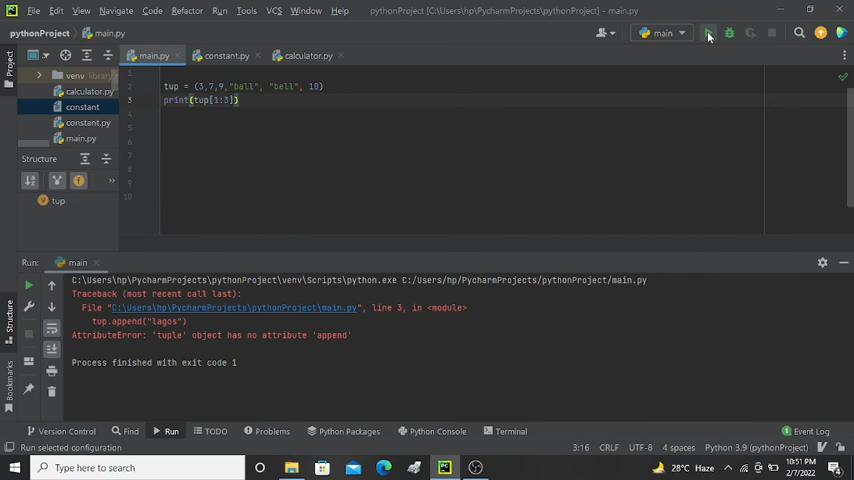 File Edit View Navigate Code Refactor Run Tools VCS Window Help pythonProject [C:\Users\hp\PycharmProjects\pythonProject] - main.py
pythonProject main.py main
main.py constant.py calculator.py
Project
venv library
calculator.py
constant
constant.py
main.py
Structure
tup
1
2 tup = (3,7,9,"ball", "bell", 10)
3 print(tup[1:3])
4
5
6
7
8
9
10
Run: main
C:\Users\hp\PycharmProjects\pythonProject\venv\Scripts\python.exe C:/Users/hp/PycharmProjects/pythonProject/main.py
Traceback (most recent call last):
File "C:\Users\hp\PycharmProjects\pythonProject\main.py", line 3, in <module>
tup.append("lagos")
AttributeError: 'tuple' object has no attribute 'append'
Process finished with exit code 1
Structure
Bookmarks
Version Control Find Run TODO Problems Python Packages Python Console Terminal Event Log
Run selected configuration 3:16 CRLF UTF-8 4 spaces Python 3.9 (pythonProject)
Type here to search 28°C Haze 10:51 PM
2/7/2022